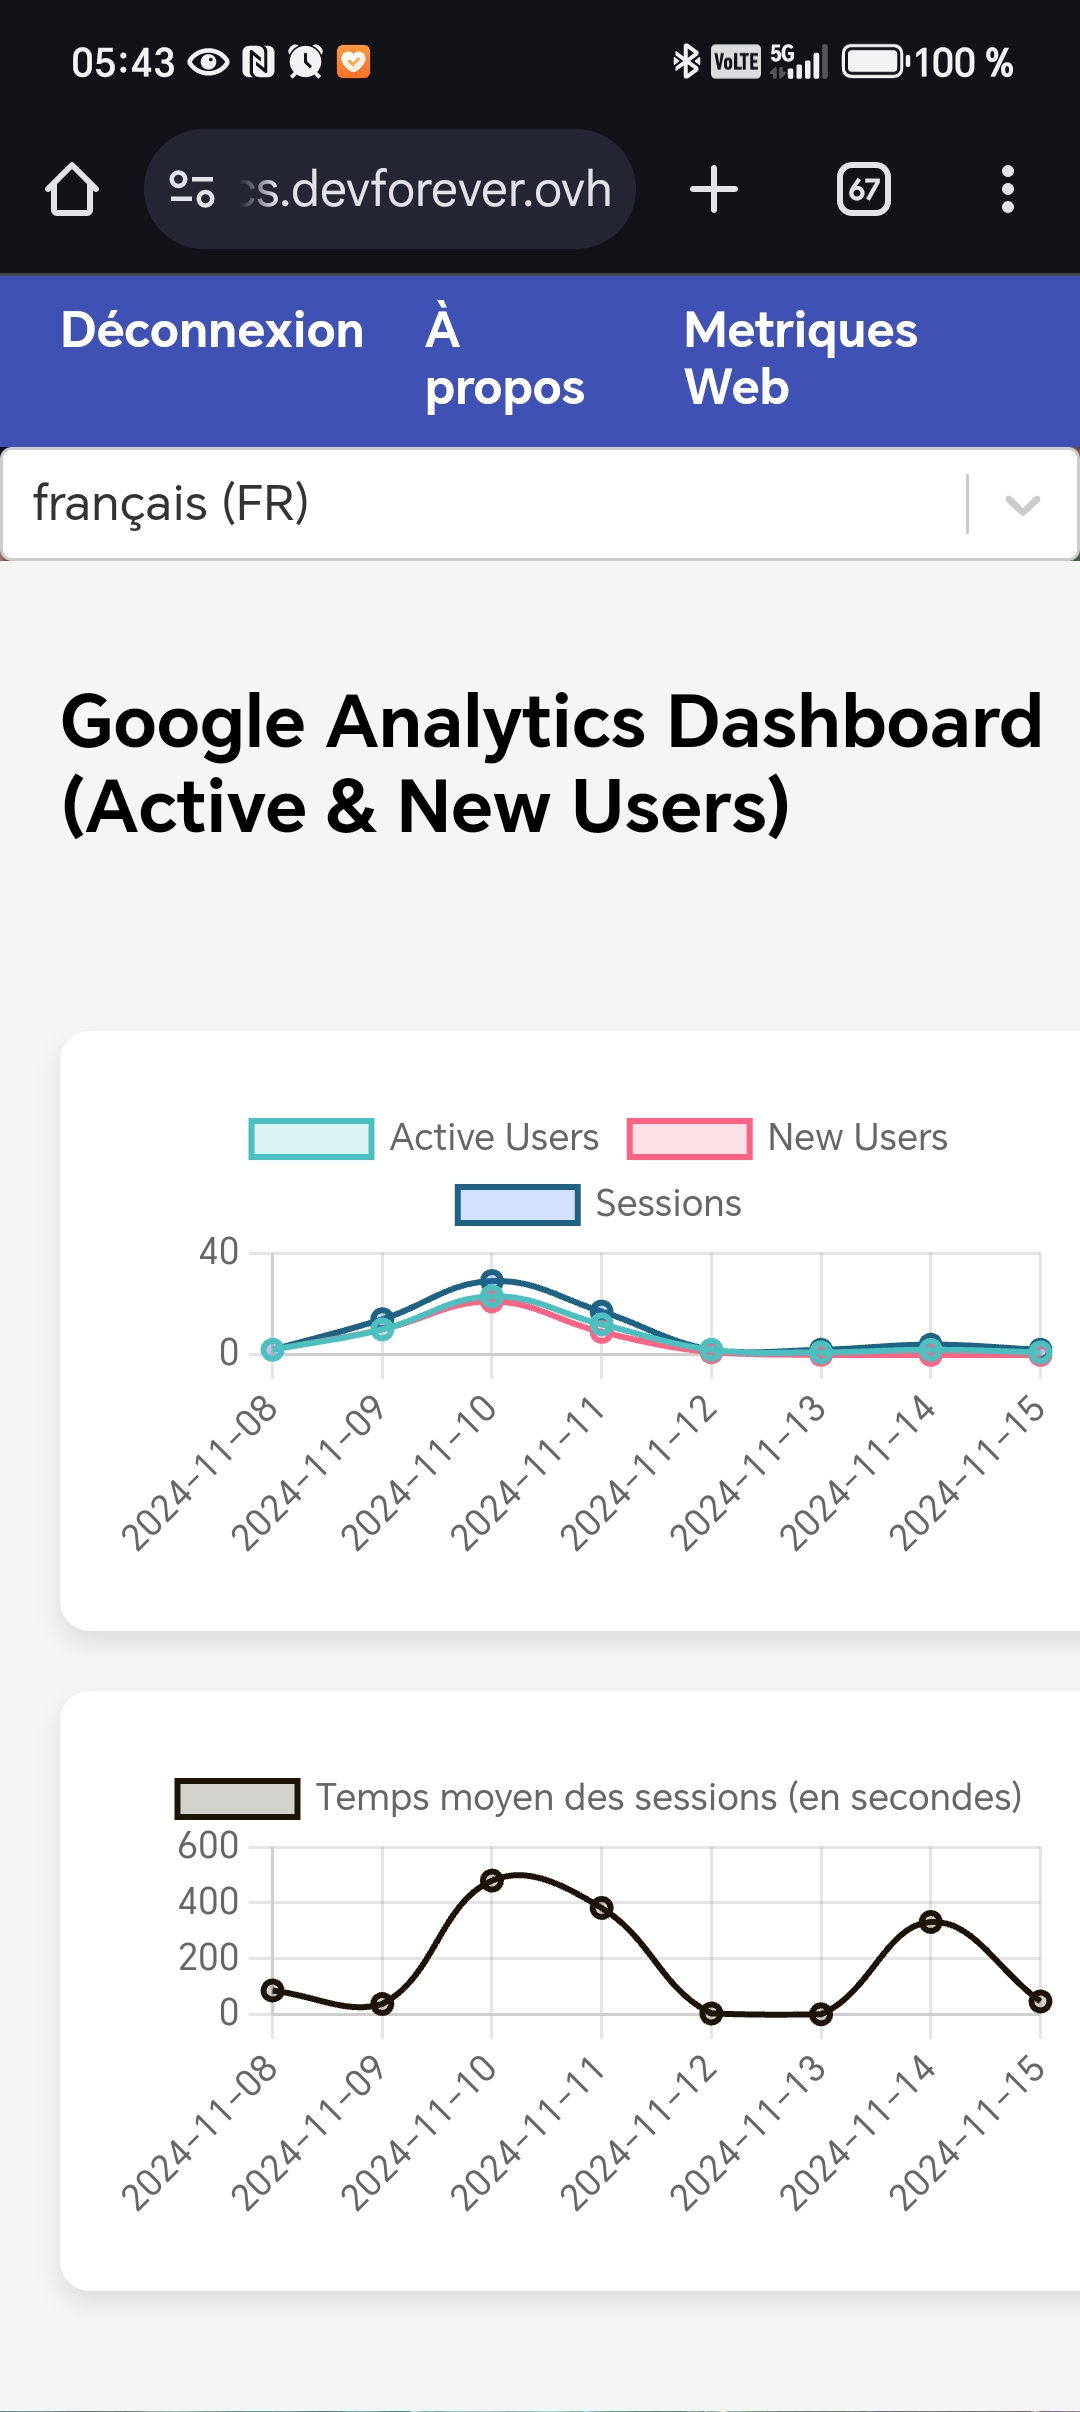 05:43 VoLTE 5G 100 %
cs.devforever.ovh 67
Déconnexion À propos Metriques Web
français (FR)
Google Analytics Dashboard
(Active & New Users)
Active Users New Users
Sessions
40
0
2024-11-08 2024-11-09 2024-11-10 2024-11-11 2024-11-12 2024-11-13 2024-11-14 2024-11-15
Temps moyen des sessions (en secondes)
600
400
200
0
2024-11-08 2024-11-09 2024-11-10 2024-11-11 2024-11-12 2024-11-13 2024-11-14 2024-11-15